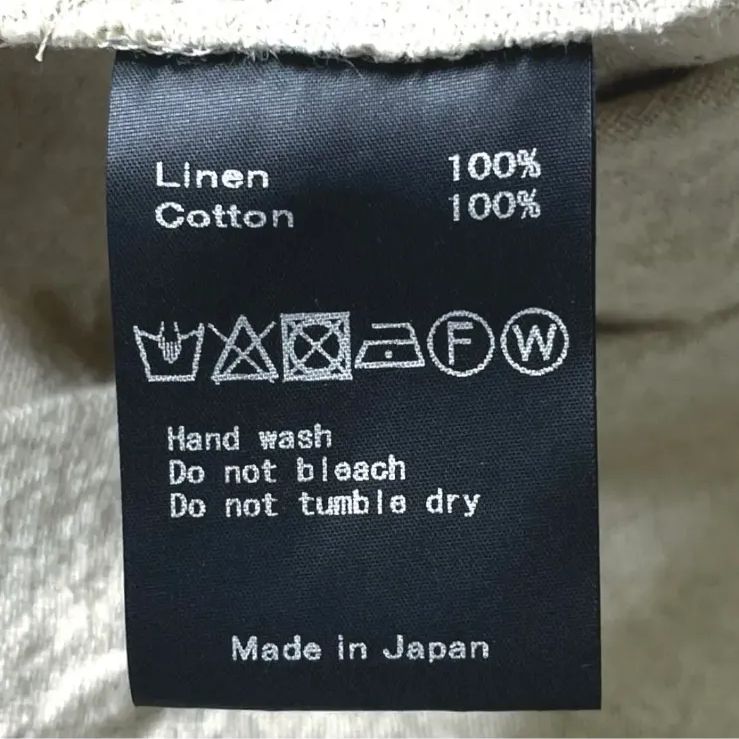 Linen 100%
Cotton 100%
F W
Hand wash
Do not bleach
Do not tumble dry
Made in Japan